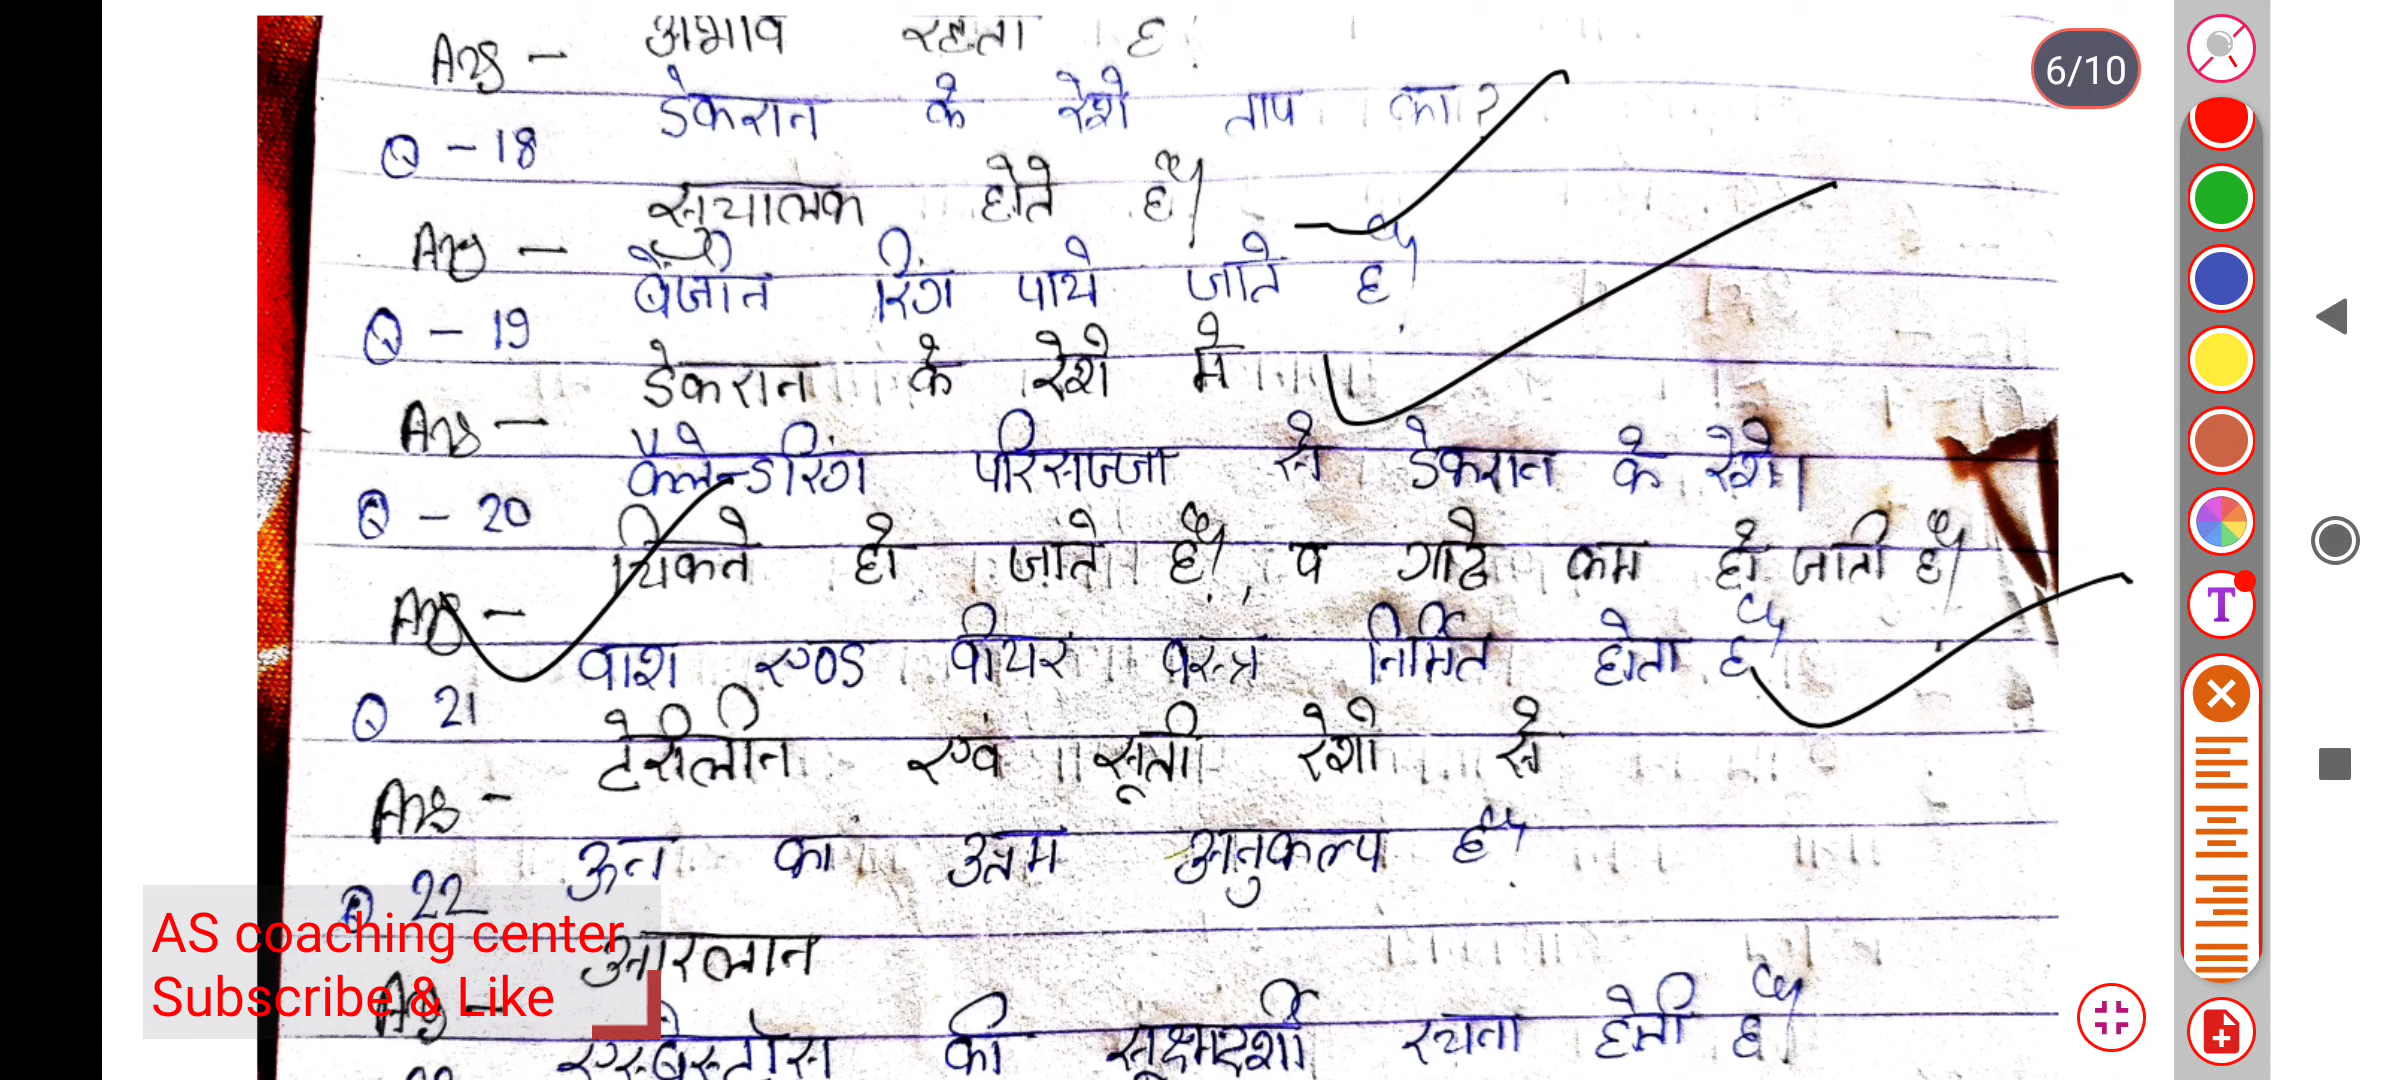 Ans - अभाव रहता है।
Q - 18 डेकरान के रेशे ताप का?
Ans - सुचालक होते हैं।
Q - 19 बैंजीन रिंग पाये जाते हैं।
Ans - डेकरान के रेशे मे
Q - 20 कैलेन्डरिंग परिसज्जा से डेकरान के रेशे।
Ans - चिकने हो जाते हैं, व गाढे कम हो जाती हैं।
Q 21 वाश एण्ड वीयर वस्त्र निर्मित होता है
Ans - टेरीलीन एवं सूती रेशो से
Q 22 ऊन का उत्तम अनुकल्प है
Ans - आरलान
एस्बेस्टॉस की सूक्ष्मदर्शी रचना होती है
6/10
T
AS coaching center
Subscribe & Like